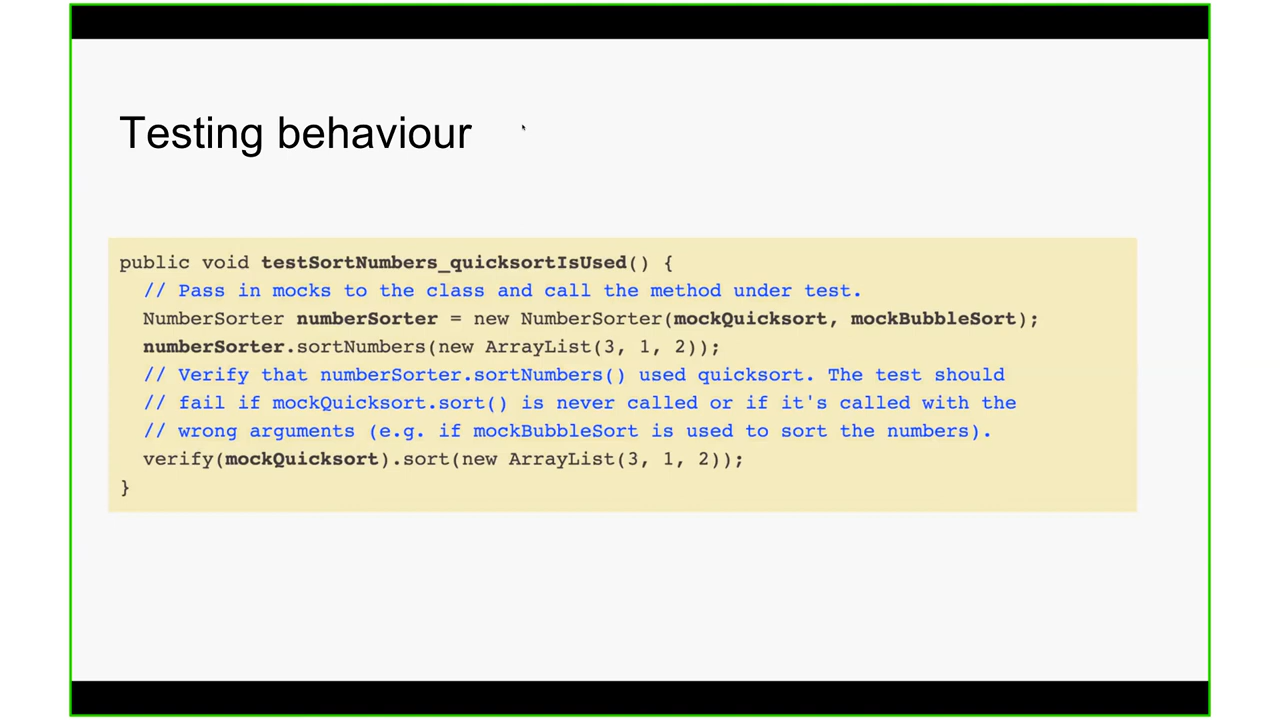 Testing behaviour
public void testSortNumbers_quicksortIsUsed() {
// Pass in mocks to the class and call the method under test.
NumberSorter numberSorter = new NumberSorter(mockQuicksort, mockBubbleSort);
numberSorter.sortNumbers(new ArrayList(3, 1, 2));
// Verify that numberSorter.sortNumbers() used quicksort. The test should
// fail if mockQuicksort.sort() is never called or if it's called with the
// wrong arguments (e.g. if mockBubbleSort is used to sort the numbers).
verify(mockQuicksort).sort(new ArrayList(3, 1, 2));
}